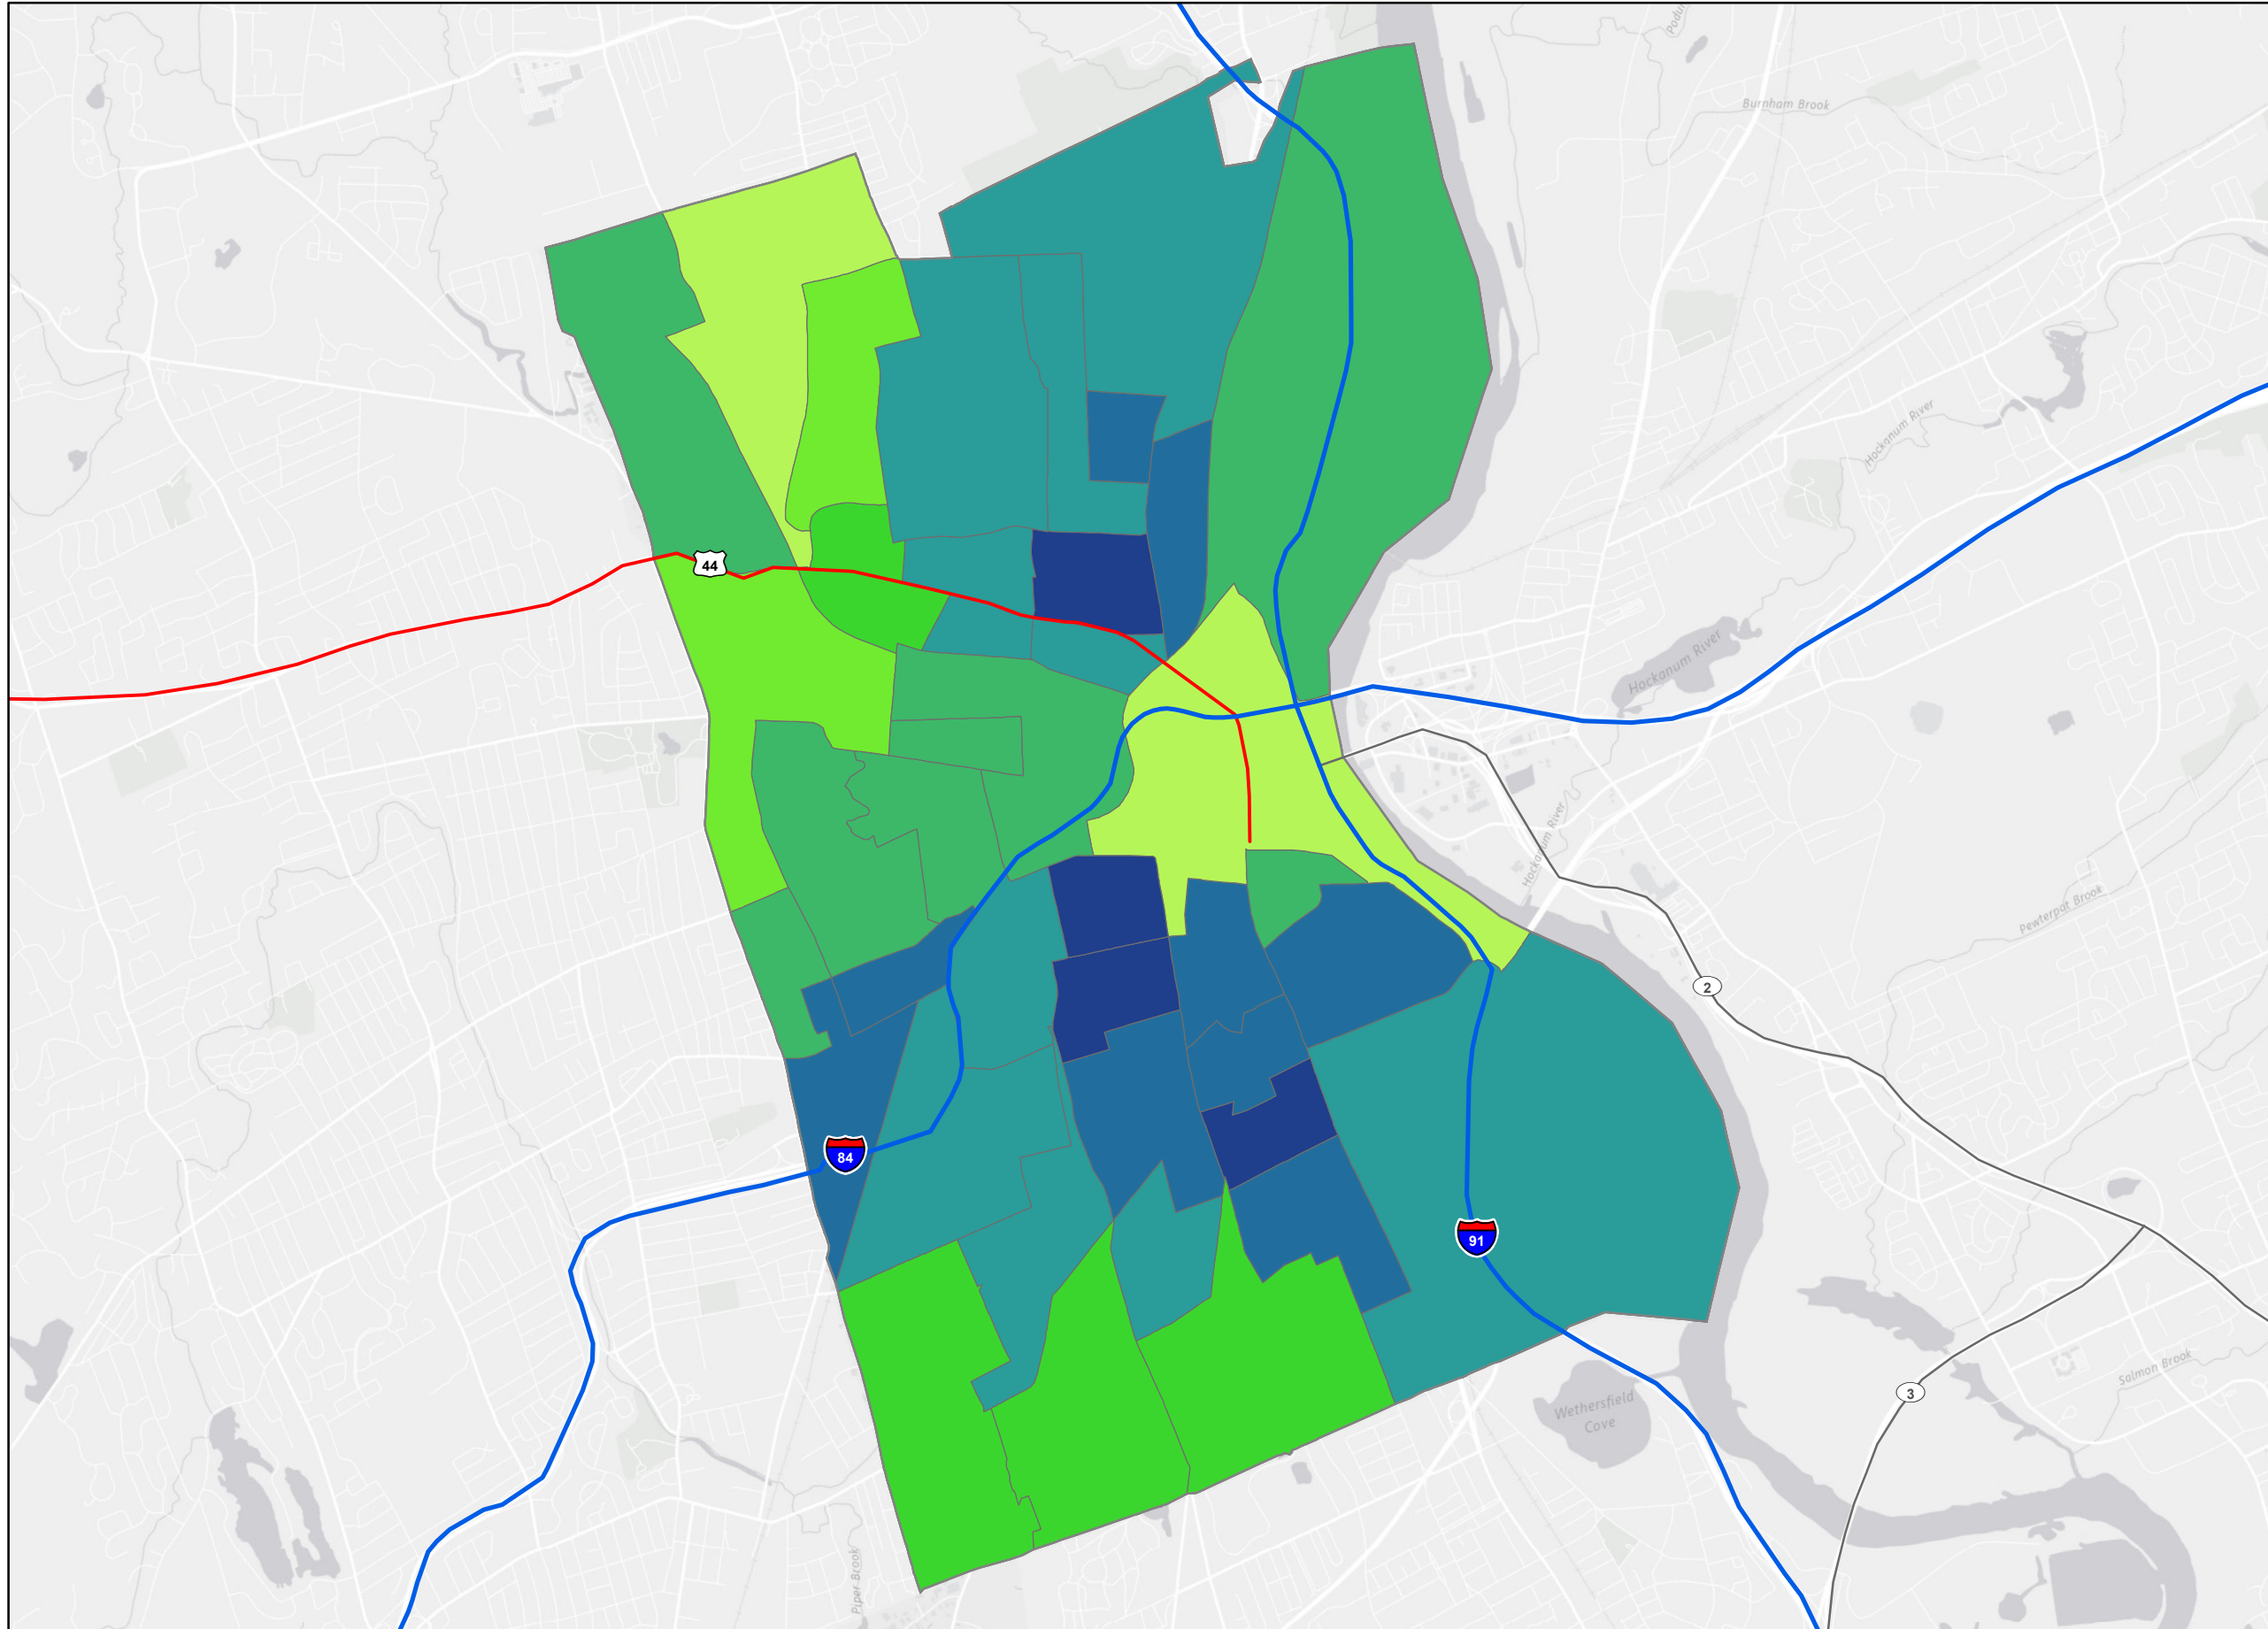 Podun
Burnham Brook
Hockanum River
44
Hockanum River
Hockanum River
Pewterpot Brook
2
84
91
Salmon Brook
3
Wethersfield
Cove
Piper Brook